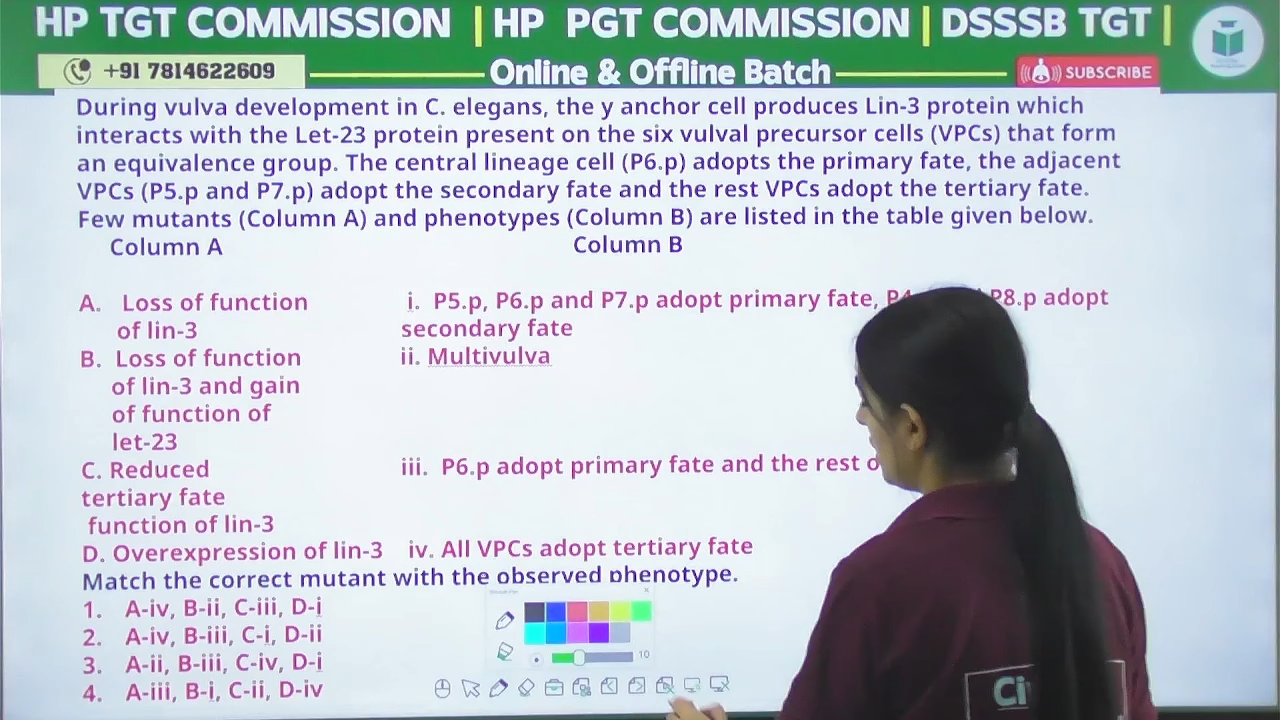 HP TGT COMMISSION | HP PGT COMMISSION | DSSSB TGT |
+91 7814622609 Online & Offline Batch SUBSCRIBE
During vulva development in C. elegans, the y anchor cell produces Lin-3 protein which
interacts with the Let-23 protein present on the six vulval precursor cells (VPCs) that form
an equivalence group. The central lineage cell (P6.p) adopts the primary fate, the adjacent
VPCs (P5.p and P7.p) adopt the secondary fate and the rest VPCs adopt the tertiary fate.
Few mutants (Column A) and phenotypes (Column B) are listed in the table given below.
Column A Column B
A. Loss of function i. P5.p, P6.p and P7.p adopt primary fate, P8.p adopt
of lin-3 secondary fate
B. Loss of function ii. Multivulva
of lin-3 and gain
of function of
let-23
C. Reduced iii. P6.p adopt primary fate and the rest
tertiary fate
function of lin-3
D. Overexpression of lin-3 iv. All VPCs adopt tertiary fate
Match the correct mutant with the observed phenotype.
1. A-iv, B-ii, C-iii, D-i
2. A-iv, B-iii, C-i, D-ii
3. A-ii, B-iii, C-iv, D-i
4. A-iii, B-i, C-ii, D-iv
10
Ci